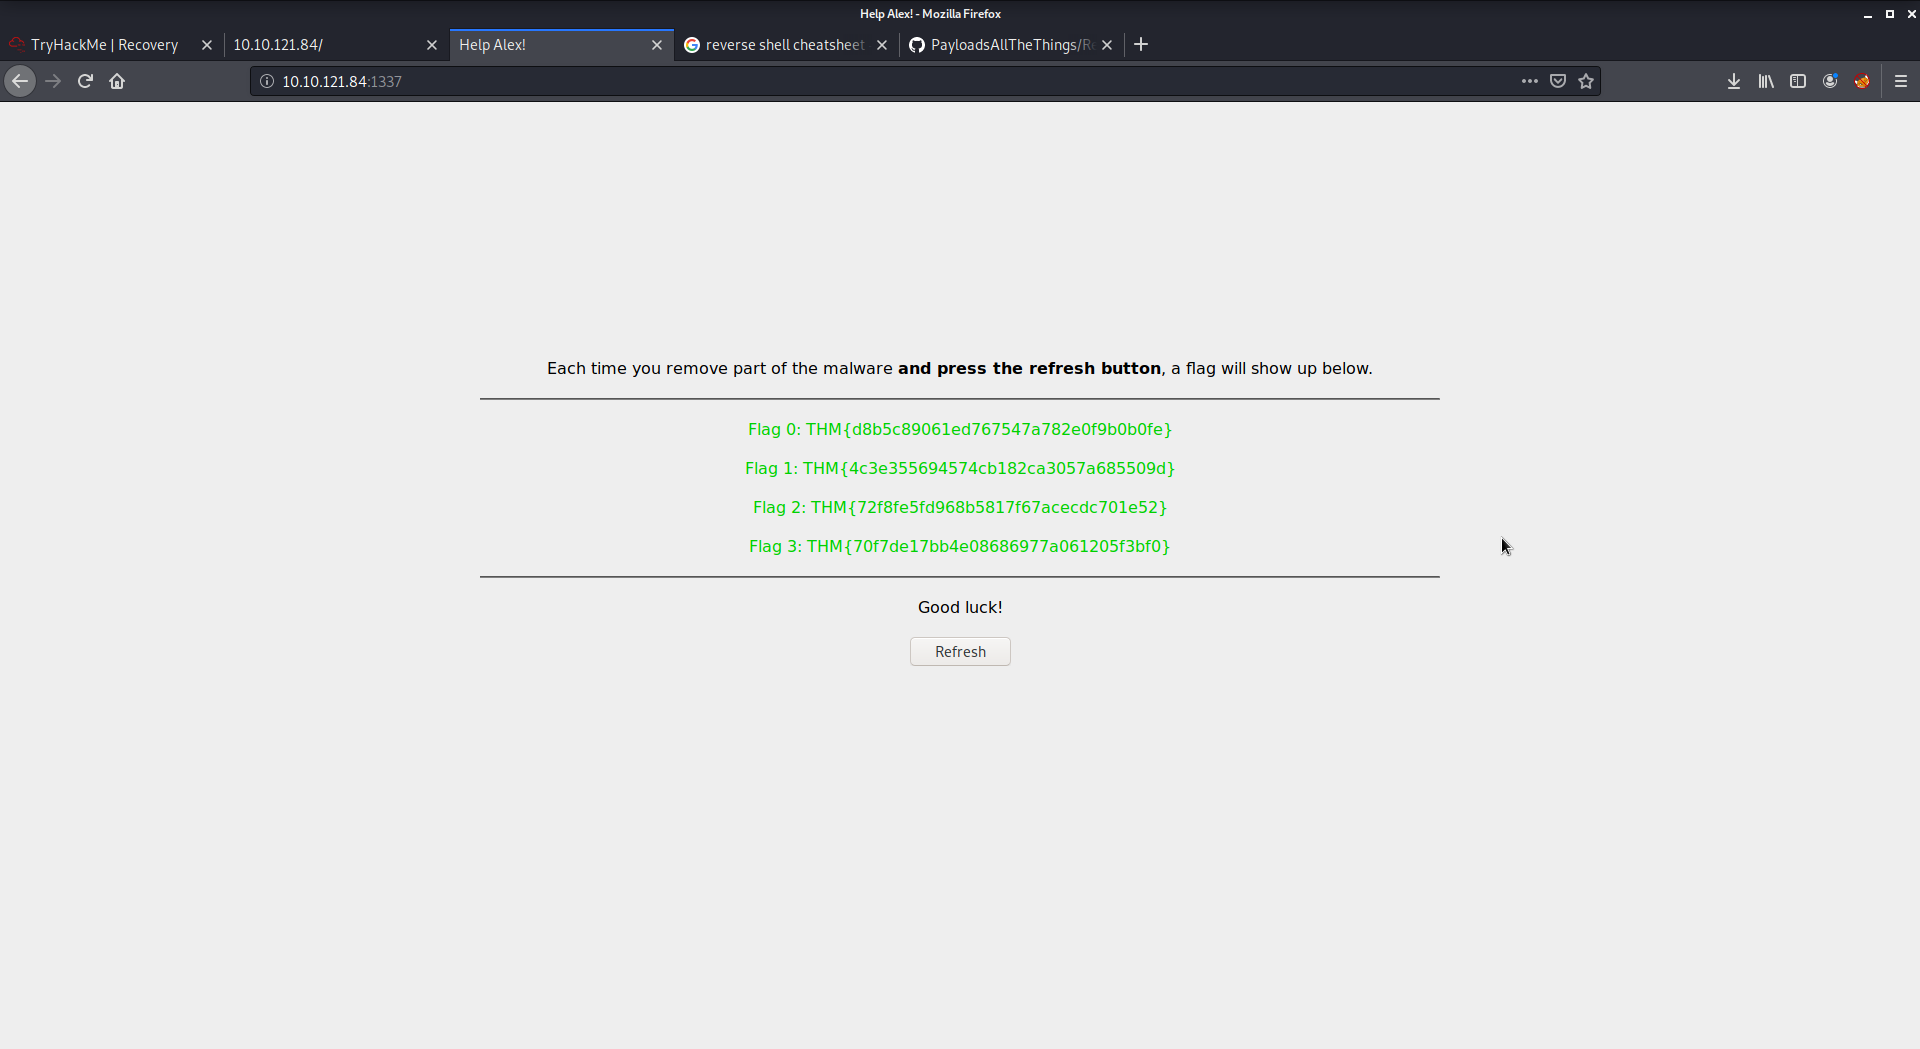 Help Alex! - Mozilla Firefox
TryHackMe | Recovery
10.10.121.84/
Help Alex!
reverse shell cheatsheet
PayloadsAllTheThings/Re
10.10.121.84:1337
Each time you remove part of the malware and press the refresh button, a flag will show up below.
Flag 0: THM{d8b5c89061ed767547a782e0f9b0b0fe}
Flag 1: THM{4c3e355694574cb182ca3057a685509d}
Flag 2: THM{72f8fe5fd968b5817f67acecdc701e52}
Flag 3: THM{70f7de17bb4e08686977a061205f3bf0}
Good luck!
Refresh